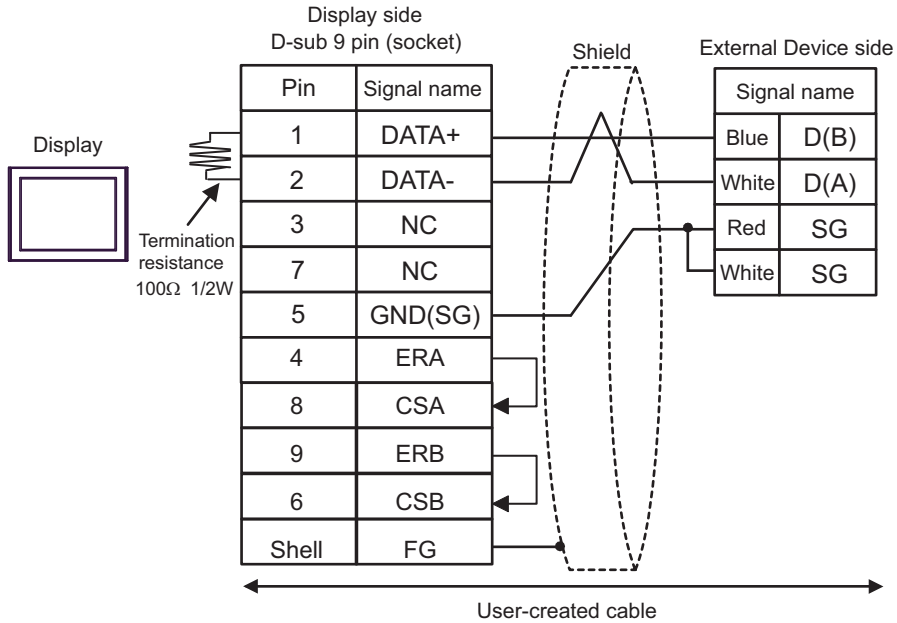 Display side
D-sub 9 pin (socket)
Shield
External Device side
Display
Termination
resistance
100Ω 1/2W
Pin Signal name
1 DATA+
2 DATA-
3 NC
7 NC
5 GND(SG)
4 ERA
8 CSA
9 ERB
6 CSB
Shell FG
Signal name
Blue D(B)
White D(A)
Red SG
White SG
User-created cable